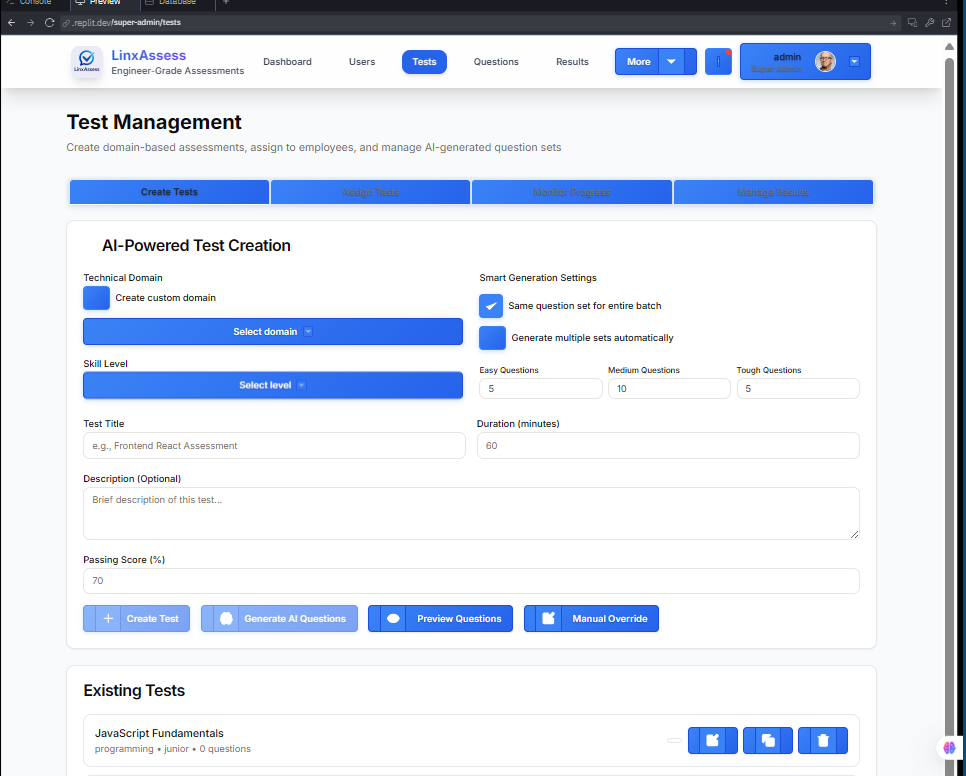 Console
Preview
Database
.replit.dev/super-admin/tests
LinxAssess
LinxAssess
Engineer-Grade Assessments
Dashboard
Users
Tests
Questions
Results
More
admin
Super Admin
Test Management
Create domain-based assessments, assign to employees, and manage AI-generated question sets
Create Tests
Assign Tests
Monitor Progress
Manage Results
AI-Powered Test Creation
Technical Domain
Create custom domain
Select domain
Skill Level
Select level
Smart Generation Settings
Same question set for entire batch
Generate multiple sets automatically
Easy Questions
Medium Questions
Tough Questions
5
10
5
Test Title
Duration (minutes)
e.g., Frontend React Assessment
60
Description (Optional)
Brief description of this test...
Passing Score (%)
70
Create Test
Generate AI Questions
Preview Questions
Manual Override
Existing Tests
JavaScript Fundamentals
programming • junior • 0 questions